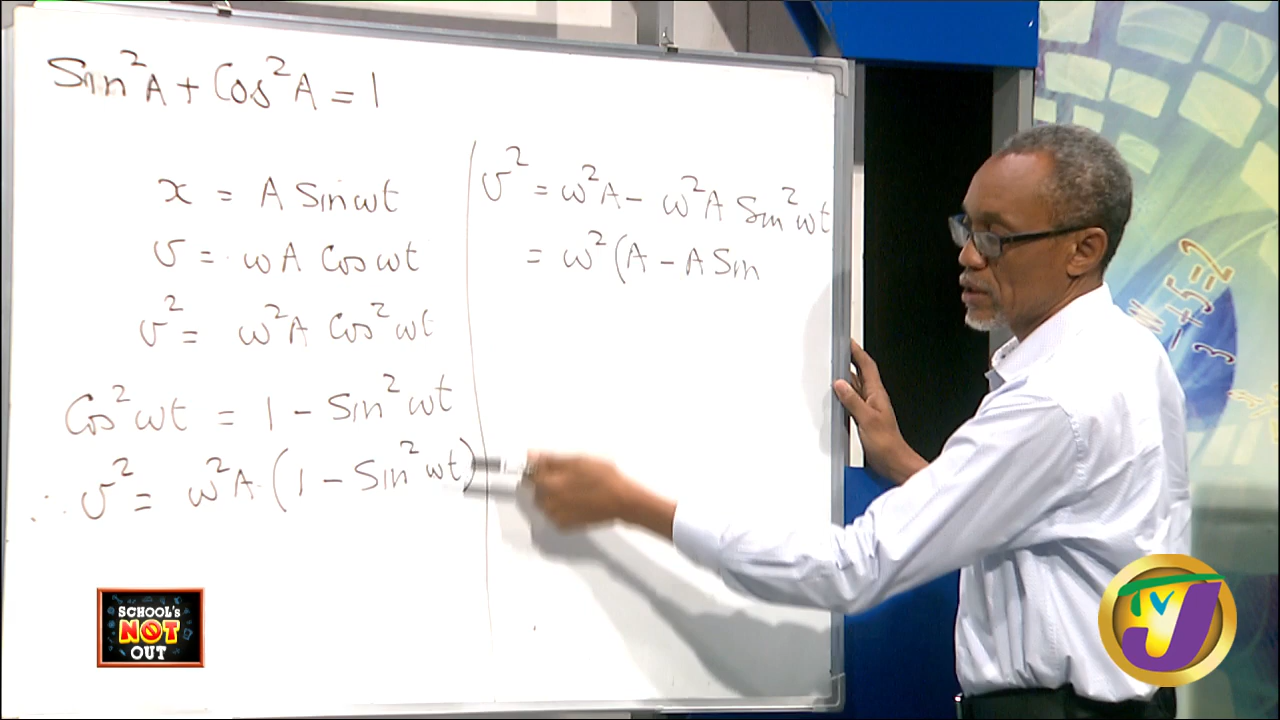 Sin²A + Cos²A = 1
x = A Sin ωt
v = ωA Cos ωt
v² = ω²A Cos² ωt
Cos² ωt = 1 - Sin² ωt
∴ v² = ω²A (1 - Sin² ωt)
v² = ω²A - ω²A Sin² ωt
= ω² (A - A Sin
SCHOOL'S
NOT
OUT
TVJ